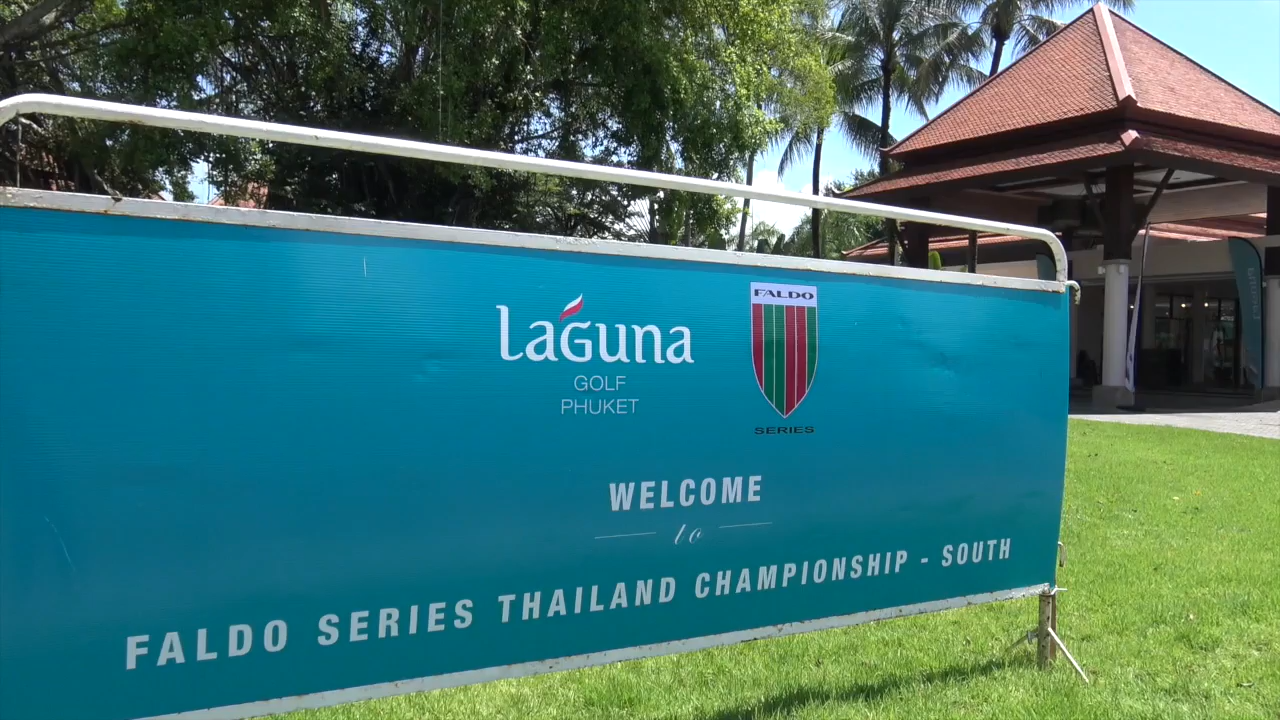 Laguna
GOLF
PHUKET
FALDO
SERIES
WELCOME
to
FALDO SERIES THAILAND CHAMPIONSHIP - SOUTH